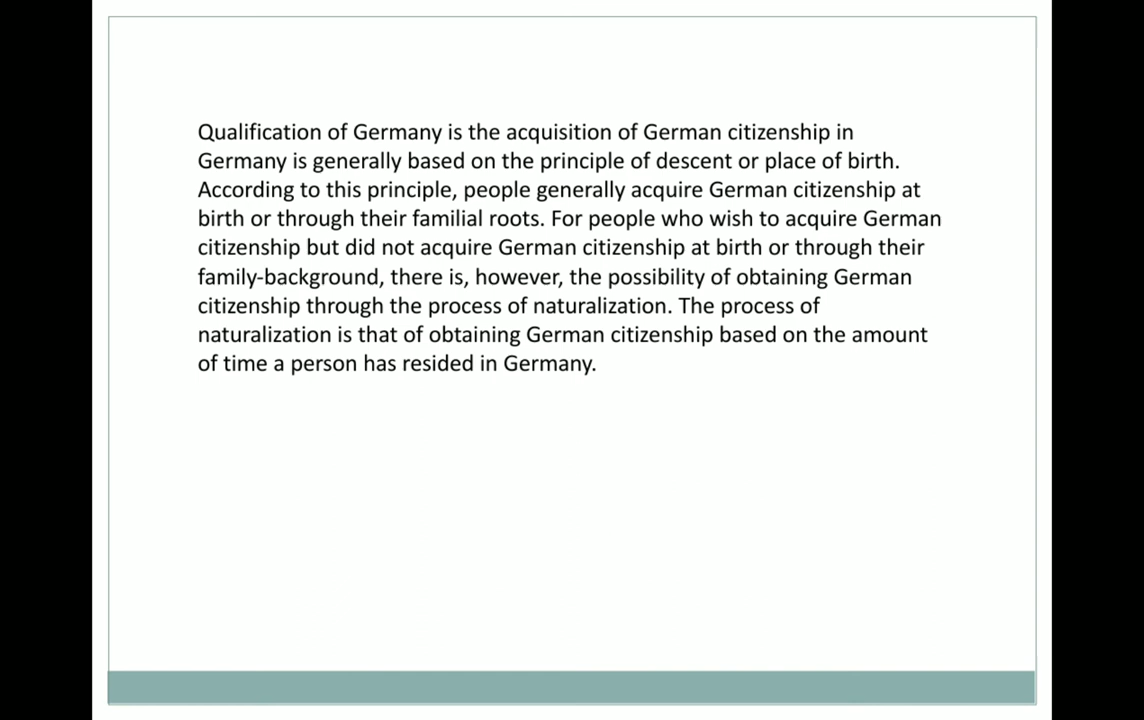 Qualification of Germany is the acquisition of German citizenship in
Germany is generally based on the principle of descent or place of birth.
According to this principle, people generally acquire German citizenship at
birth or through their familial roots. For people who wish to acquire German
citizenship but did not acquire German citizenship at birth or through their
family-background, there is, however, the possibility of obtaining German
citizenship through the process of naturalization. The process of
naturalization is that of obtaining German citizenship based on the amount
of time a person has resided in Germany.